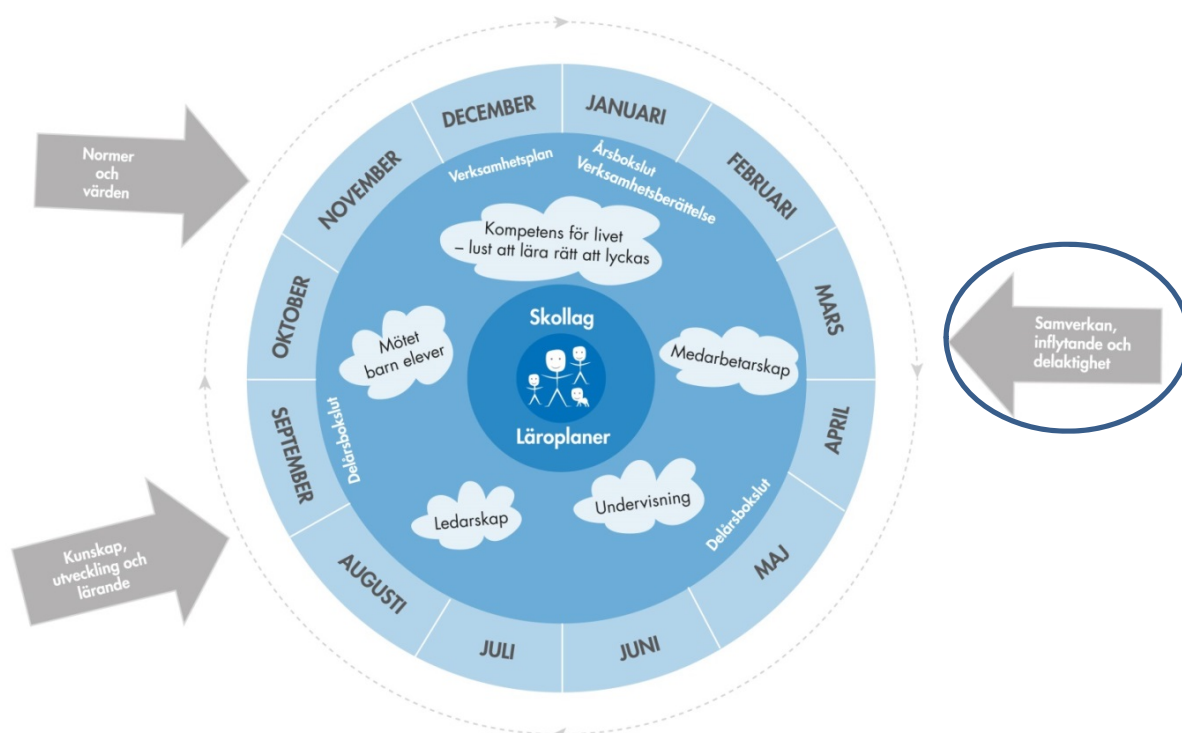 DECEMBER
JANUARI
FEBRUARI
MARS
APRIL
MAJ
JUNI
JULI
AUGUSTI
SEPTEMBER
OKTOBER
NOVEMBER
Normer
och
värden
Kunskap,
utveckling och
lärande
Samverkan,
inflytande och
delaktighet
Verksamhetsplan
Årsbokslut
Verksamhetsberättelse
Delårsbokslut
Delårsbokslut
Kompetens för livet
– lust att lära rätt att lyckas
Mötet
barn elever
Medarbetarskap
Ledarskap
Undervisning
Skollag
Läroplaner